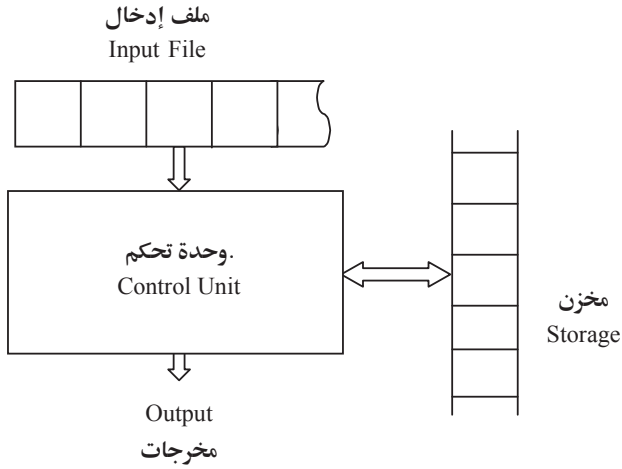 ملف إدخال
Input File
وحدة تحكم.
Control Unit
مخزن
Storage
Output
مخرجات